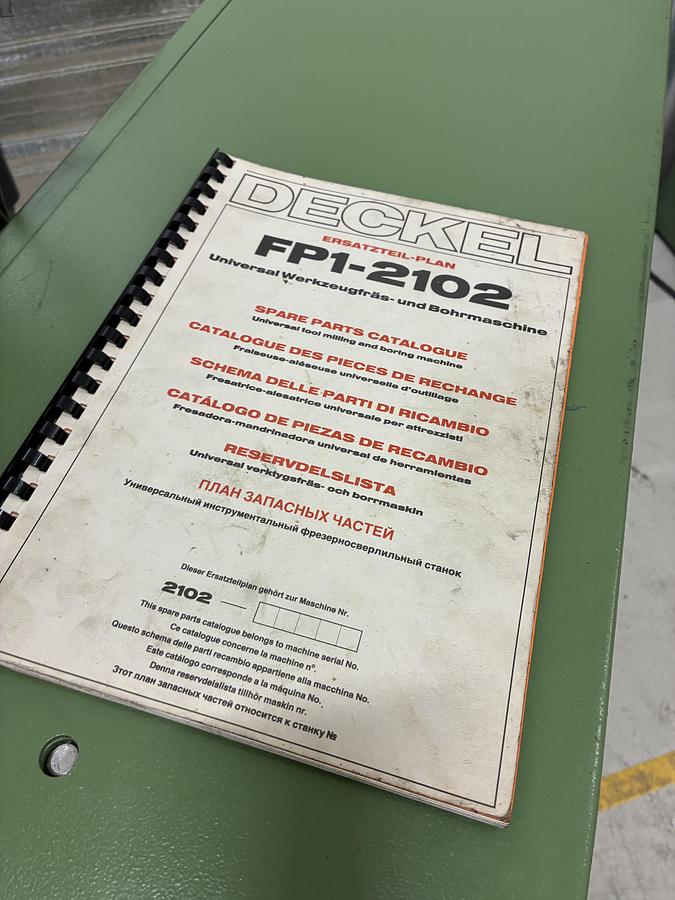 DECKEL
ERSATZTEIL-PLAN
FP1-2102
Universal Werkzeugfräs- und Bohrmaschine
SPARE PARTS CATALOGUE
Universal tool milling and boring machine
CATALOGUE DES PIECES DE RECHANGE
Fraiseuse-aléseuse universelle d'outillage
SCHEMA DELLE PARTI DI RICAMBIO
Fresatrice-alesatrice universale per attrezzisti
CATÁLOGO DE PIEZAS DE RECAMBIO
Fresadora-mandrinadora universal de herramientas
RESERVDELSLISTA
Universal verktygsfräs- och borrmaskin
ПЛАН ЗАПАСНЫХ ЧАСТЕЙ
Универсальный инструментальный фрезерносверлильный станок
Dieser Ersatzteilplan gehört zur Maschine Nr.
2102 —
This spare parts catalogue belongs to machine serial No.
Ce catalogue concerne la machine n°.
Questo schema delle parti recambio appartiene alla macchina No.
Este catálogo corresponde a la máquina No.
Denna reservdelslista tillhör maskin nr.
Этот план запасных частей относится к станку №